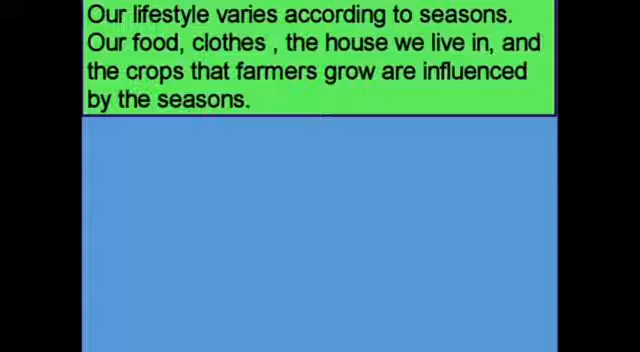 Our lifestyle varies according to seasons.
Our food, clothes , the house we live in, and
the crops that farmers grow are influenced
by the seasons.